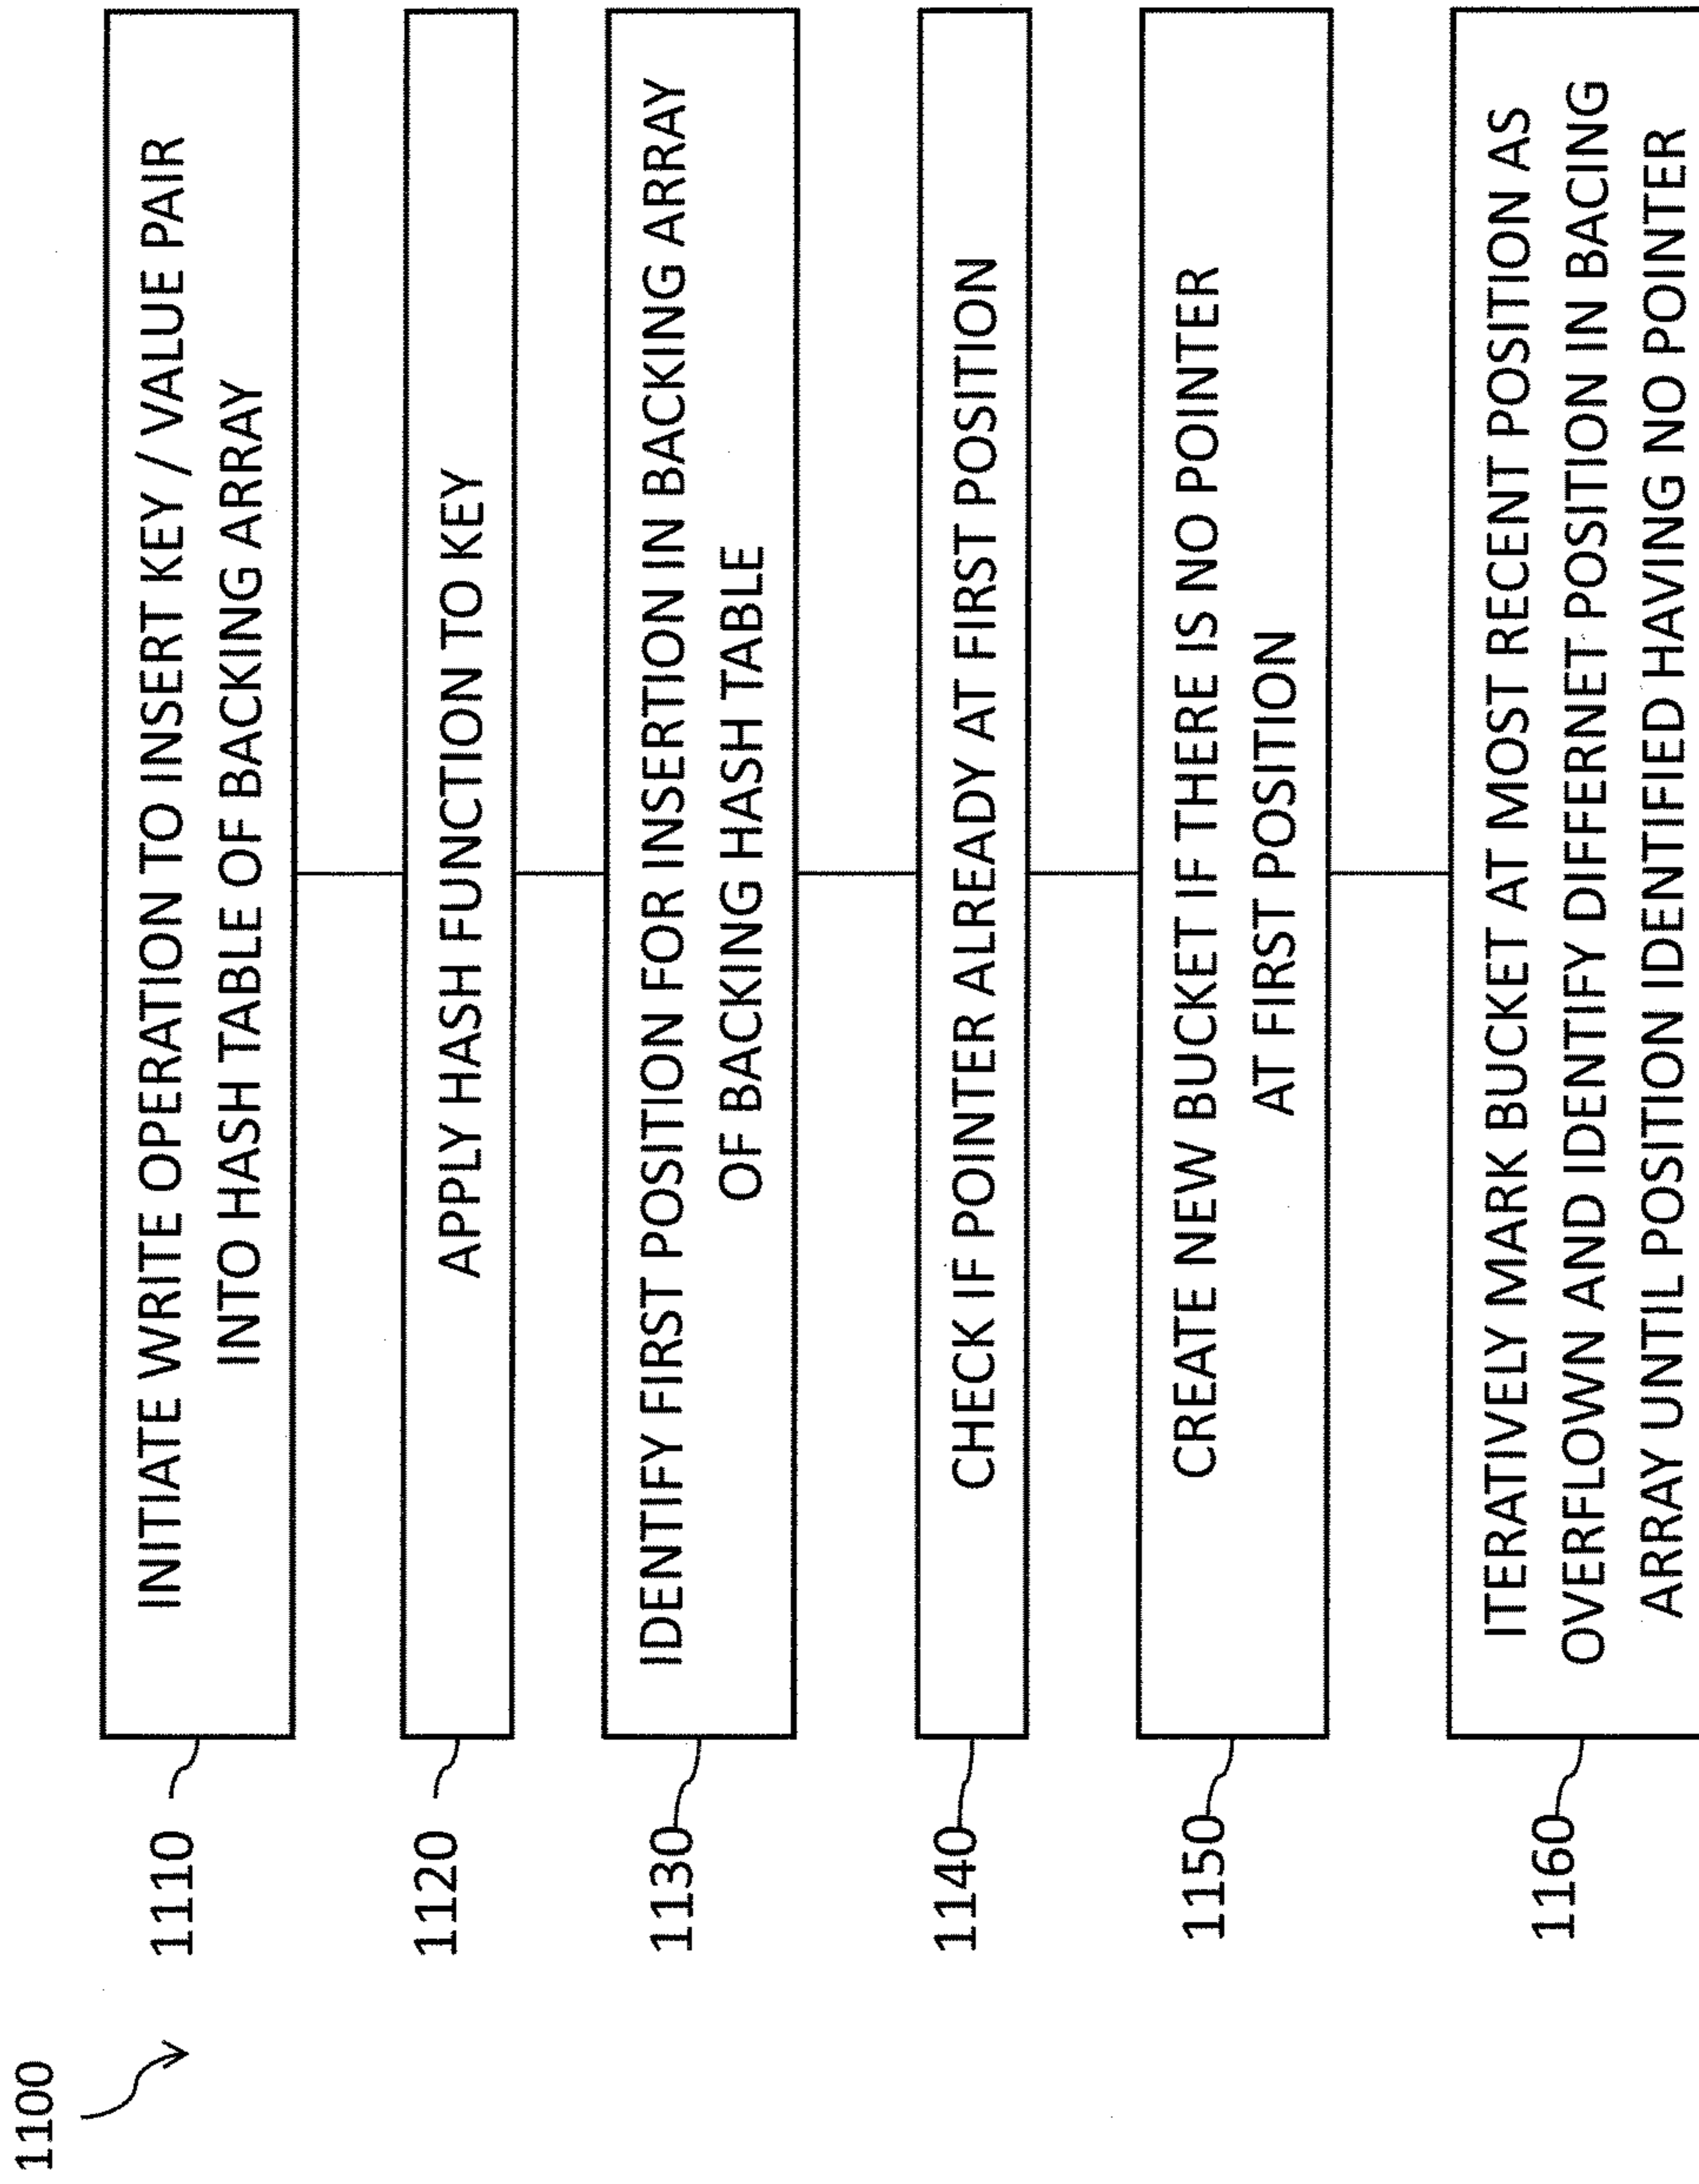 1100
1110
INITIATE WRITE OPERATION TO INSERT KEY / VALUE PAIR
INTO HASH TABLE OF BACKING ARRAY
1120
APPLY HASH FUNCTION TO KEY
1130
IDENTIFY FIRST POSITION FOR INSERTION IN BACKING ARRAY
OF BACKING HASH TABLE
1140
CHECK IF POINTER ALREADY AT FIRST POSITION
1150
CREATE NEW BUCKET IF THERE IS NO POINTER
AT FIRST POSITION
1160
ITERATIVELY MARK BUCKET AT MOST RECENT POSITION AS
OVERFLOWN AND IDENTIFY DIFFERNET POSITION IN BACING
ARRAY UNTIL POSITION IDENTIFIED HAVING NO POINTER